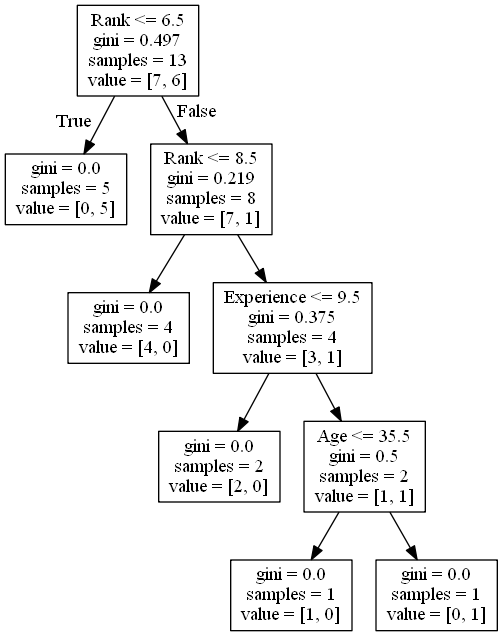 Rank <= 6.5
gini = 0.497
samples = 13
value = [7, 6]
True
False
gini = 0.0
samples = 5
value = [0, 5]
Rank <= 8.5
gini = 0.219
samples = 8
value = [7, 1]
gini = 0.0
samples = 4
value = [4, 0]
Experience <= 9.5
gini = 0.375
samples = 4
value = [3, 1]
gini = 0.0
samples = 2
value = [2, 0]
Age <= 35.5
gini = 0.5
samples = 2
value = [1, 1]
gini = 0.0
samples = 1
value = [1, 0]
gini = 0.0
samples = 1
value = [0, 1]